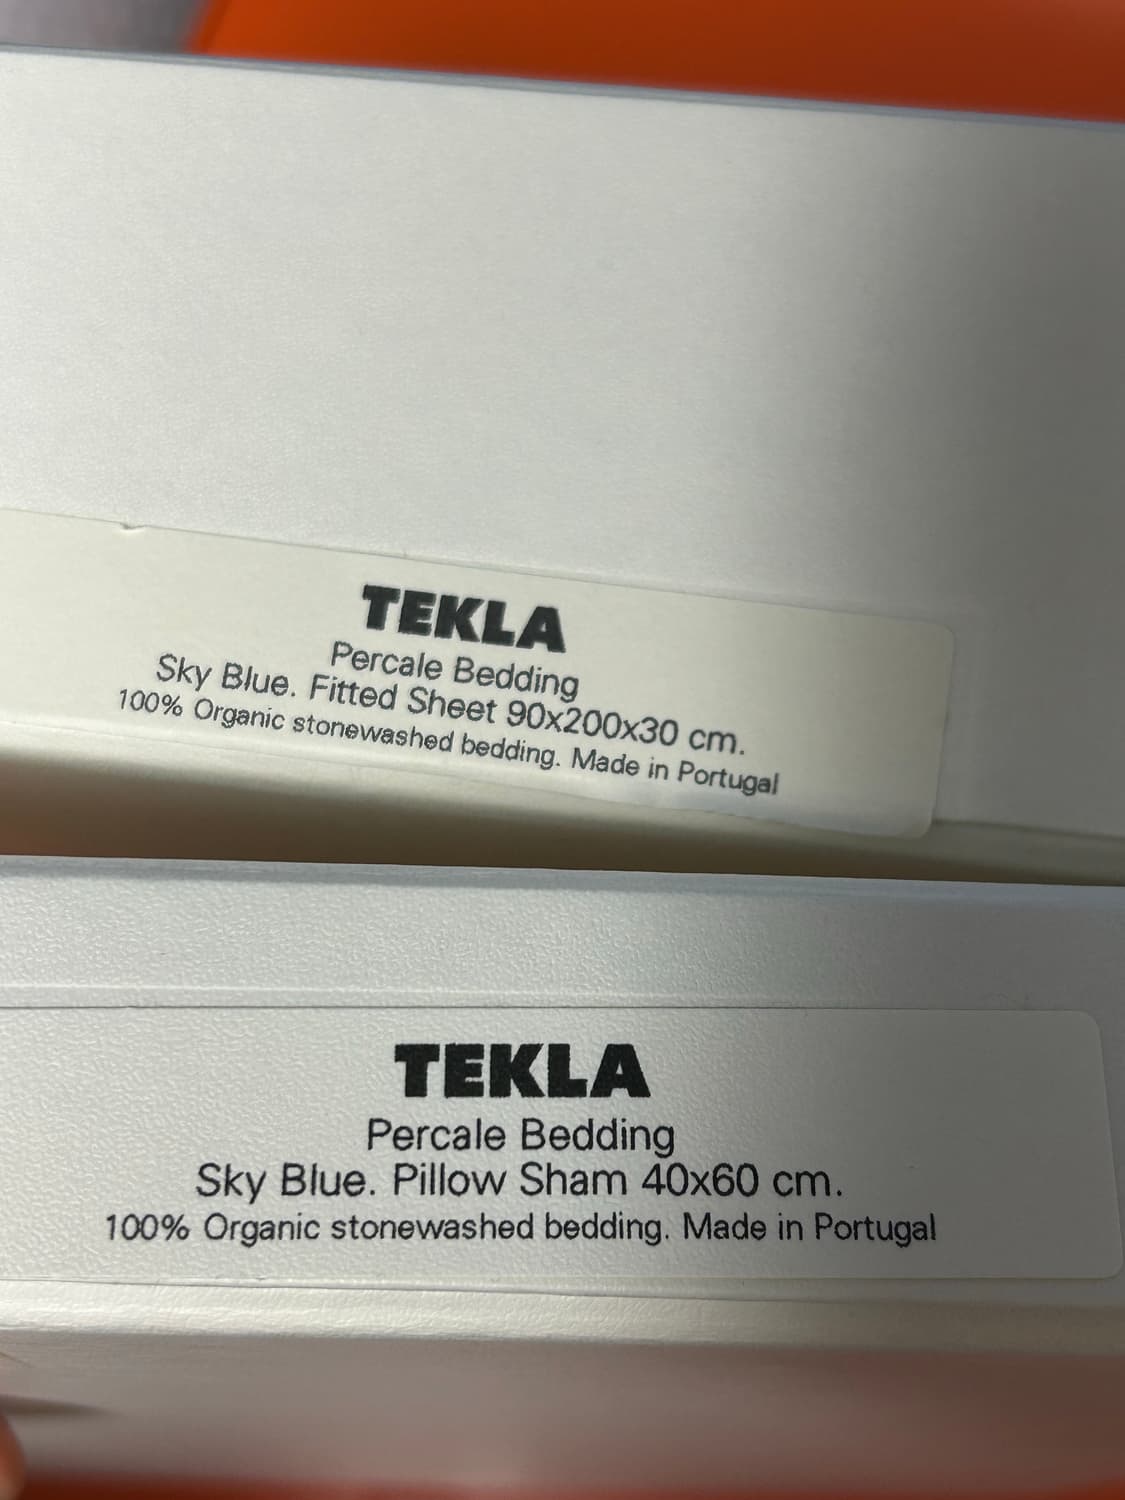 TEKLA
Percale Bedding
Sky Blue. Fitted Sheet 90x200x30 cm.
100% Organic stonewashed bedding. Made in Portugal
TEKLA
Percale Bedding
Sky Blue. Pillow Sham 40x60 cm.
100% Organic stonewashed bedding. Made in Portugal